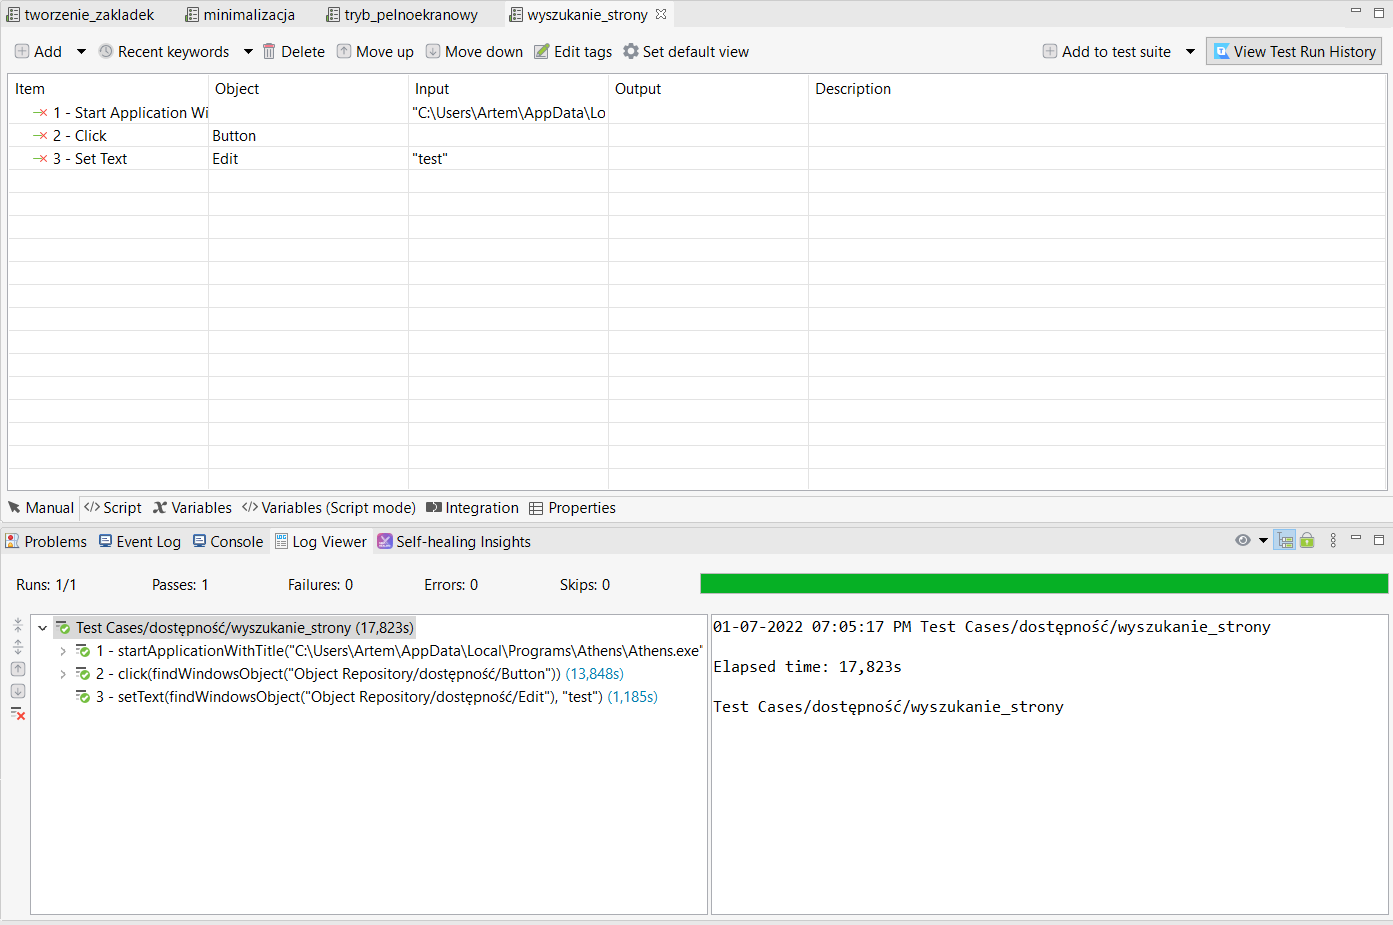 tworzenie_zakladek minimalizacja tryb_pelnoekranowy wyszukanie_strony
Add Recent keywords Delete Move up Move down Edit tags Set default view Add to test suite View Test Run History
Item Object Input Output Description
1 - Start Application Wi "C:\Users\Artem\AppData\Lo
2 - Click Button
3 - Set Text Edit "test"
Manual Script Variables Variables (Script mode) Integration Properties
Problems Event Log Console Log Viewer Self-healing Insights
Runs: 1/1 Passes: 1 Failures: 0 Errors: 0 Skips: 0
Test Cases/dostępność/wyszukanie_strony (17,823s)
1 - startApplicationWithTitle("C:\Users\Artem\AppData\Local\Programs\Athens\Athens.exe"
2 - click(findWindowsObject("Object Repository/dostępność/Button")) (13,848s)
3 - setText(findWindowsObject("Object Repository/dostępność/Edit"), "test") (1,185s)
01-07-2022 07:05:17 PM Test Cases/dostępność/wyszukanie_strony
Elapsed time: 17,823s
Test Cases/dostępność/wyszukanie_strony